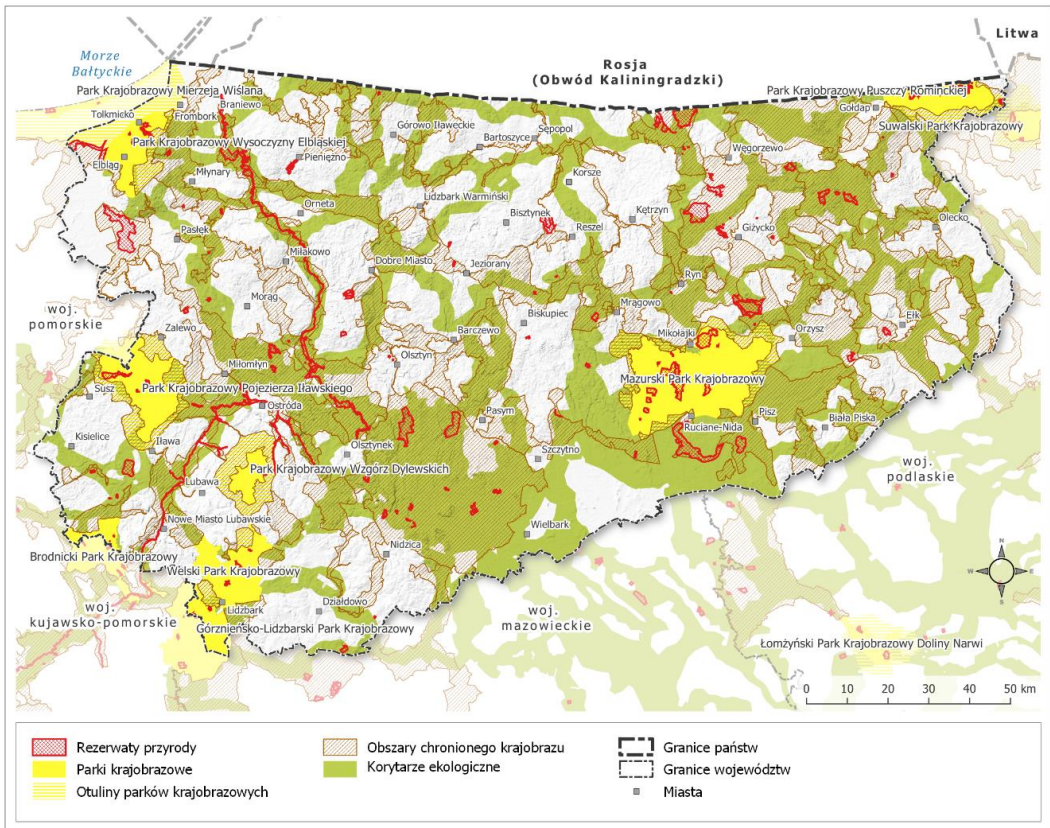 Litwa
Morze
Bałtyckie
Rosja
(Obwód Kaliningradzki)
Park Krajobrazowy Mierzeja Wiślana
Park Krajobrazowy Puszczy Rominckiej
Braniewo
Gołdap
Tolkmicko
Frombork
Suwalski Park Krajobrazowy
Górowo Iławeckie
Sępopol
Bartoszyce
Park Krajobrazowy Wysoczyzny Elbląskiej
Węgorzewo
Elbląg
Pieniężno
Młynary
Korsze
Lidzbark Warmiński
Orneta
Bisztynek
Kętrzyn
Olecko
Pasłęk
Reszel
Giżycko
Miłakowo
Dobre Miasto
Jeziorany
Ryn
Morąg
woj.
pomorskie
Mrągowo
Biskupiec
Ełk
Zalewo
Barczewo
Mikołajki
Orzysz
Olsztyn
Miłomłyn
Mazurski Park Krajobrazowy
Susz
Park Krajobrazowy Pojezierza Iławskiego
Ostróda
Pasym
Pisz
Biała Piska
Ruciane-Nida
Kisielice
Iława
Olsztynek
Szczytno
Park Krajobrazowy Wzgórz Dylewskich
woj.
podlaskie
Lubawa
Nowe Miasto Lubawskie
Wielbark
Brodnicki Park Krajobrazowy
Nidzica
Welski Park Krajobrazowy
N
W
E
S
woj.
kujawsko-pomorskie
Lidzbark
Działdowo
woj.
mazowieckie
Górznieńsko-Lidzbarski Park Krajobrazowy
Łomżyński Park Krajobrazowy Doliny Narwi
0 10 20 30 40 50 km
Rezerwaty przyrody
Parki krajobrazowe
Otuliny parków krajobrazowych
Obszary chronionego krajobrazu
Korytarze ekologiczne
Granice państw
Granice województw
Miasta